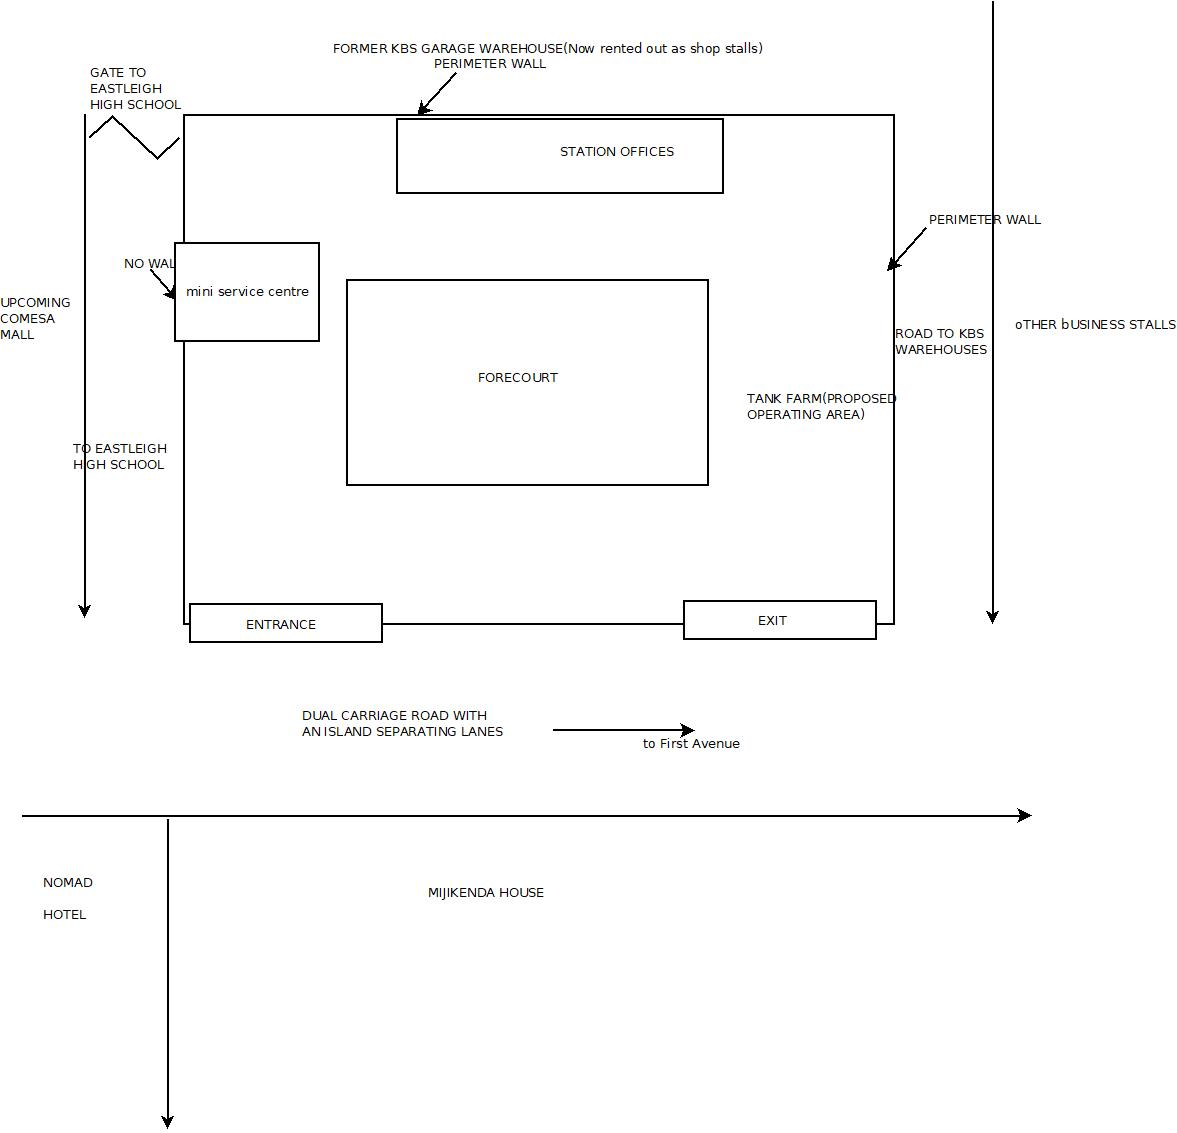 FORMER KBS GARAGE WAREHOUSE(Now rented out as shop stalls)
PERIMETER WALL
GATE TO
EASTLEIGH
HIGH SCHOOL
STATION OFFICES
PERIMETER WALL
NO WAL
mini service centre
UPCOMING
COMESA
MALL
oTHER bUSINESS STALLS
ROAD TO KBS
WAREHOUSES
FORECOURT
TANK FARM(PROPOSED
OPERATING AREA)
TO EASTLEIGH
HIGH SCHOOL
ENTRANCE
EXIT
DUAL CARRIAGE ROAD WITH
AN ISLAND SEPARATING LANES
to First Avenue
NOMAD
HOTEL
MIJIKENDA HOUSE